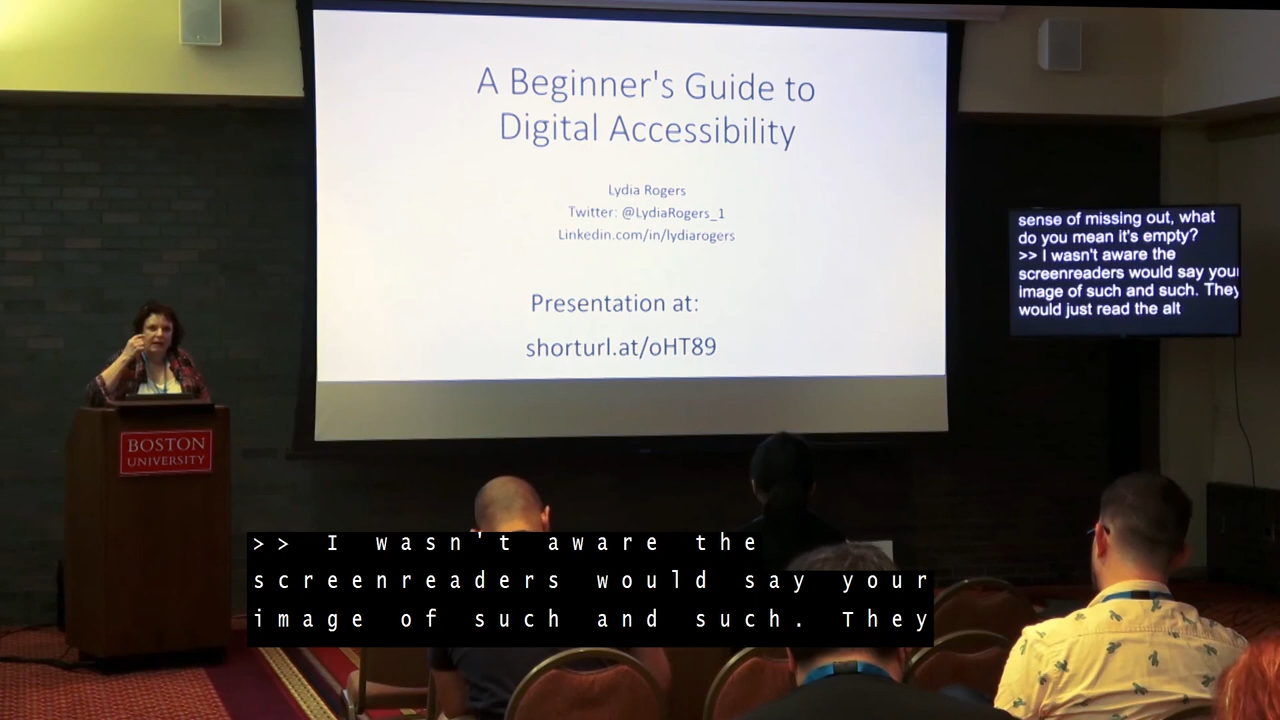 A Beginner's Guide to
Digital Accessibility
Lydia Rogers
Twitter: @LydiaRogers_1
Linkedin.com/in/lydiarogers
Presentation at:
shorturl.at/oHT89
sense of missing out, what
do you mean it's empty?
>> I wasn't aware the
screenreaders would say your
image of such and such. They
would just read the alt
BOSTON
UNIVERSITY
>> I wasn't aware the
screenreaders would say your
image of such and such. They